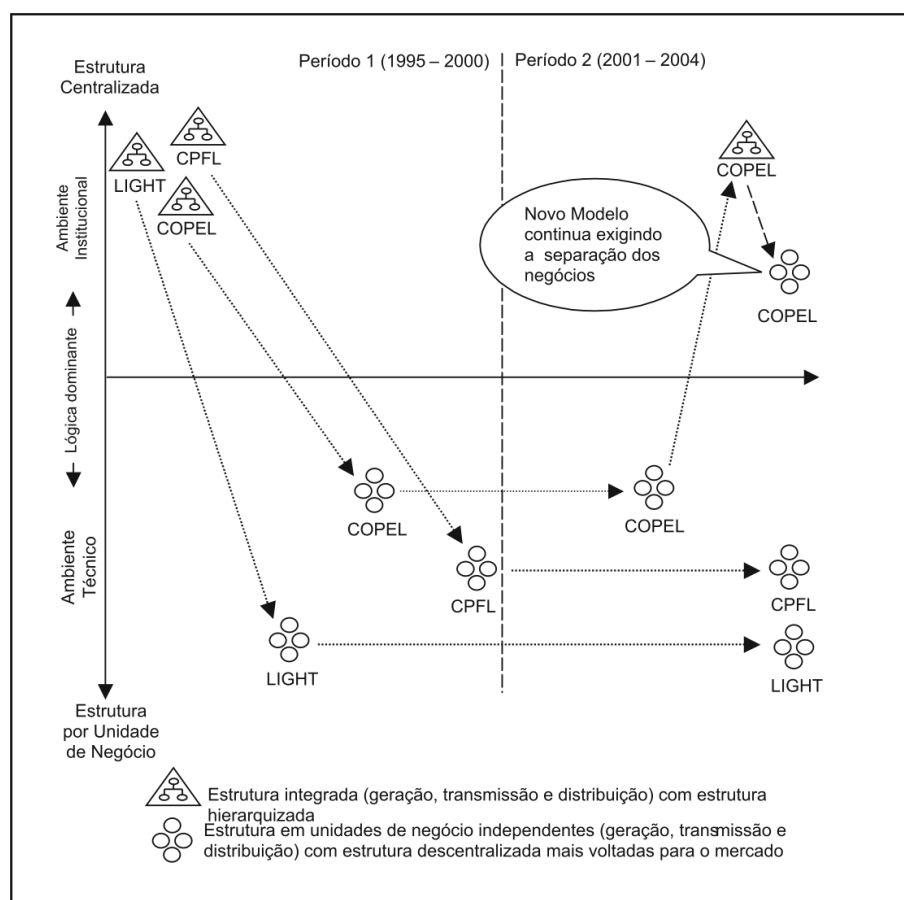 Estrutura
Centralizada
Período 1 (1995 – 2000)
Período 2 (2001 – 2004)
LIGHT
CPFL
COPEL
COPEL
Novo Modelo
continua exigindo
a separação dos
negócios
COPEL
Ambiente
Institucional
Lógica dominante
Ambiente
Técnico
COPEL
COPEL
CPFL
CPFL
LIGHT
LIGHT
Estrutura
por Unidade
de Negócio
Estrutura integrada (geração, transmissão e distribuição) com estrutura
hierarquizada
Estrutura em unidades de negócio independentes (geração, transmissão e
distribuição) com estrutura descentralizada mais voltadas para o mercado